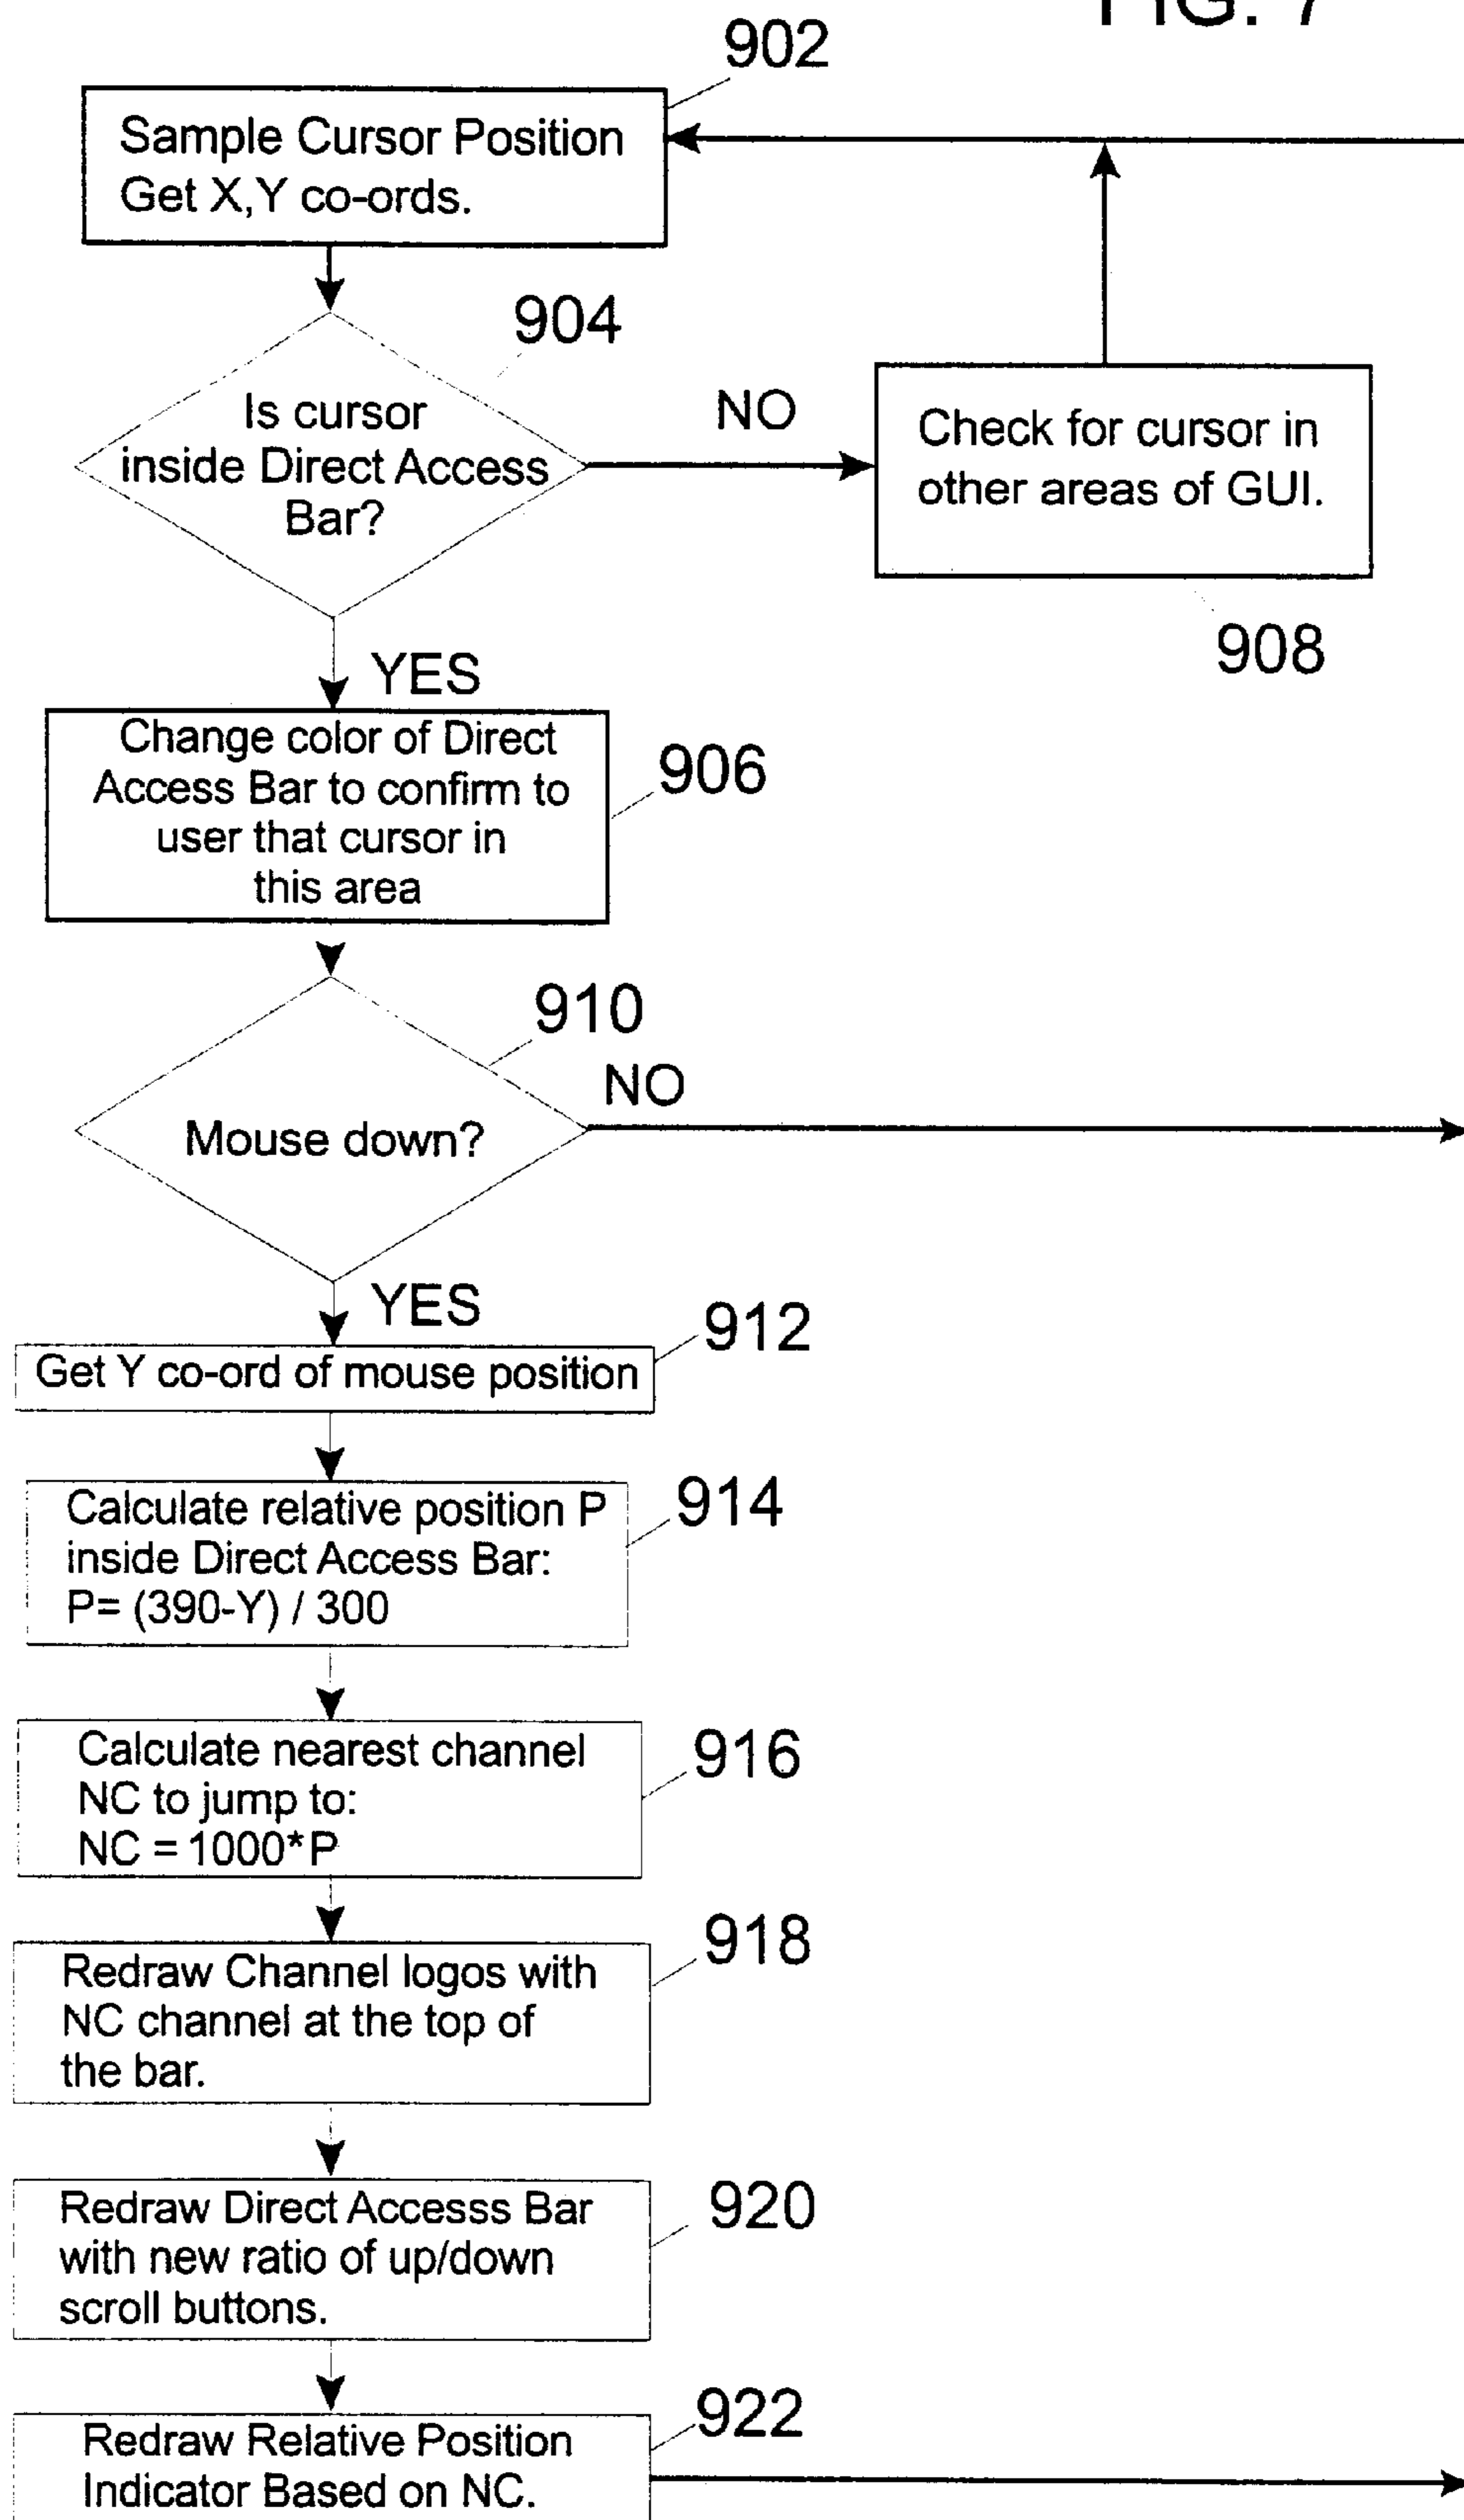 FIG. 7
902
Sample Cursor Position
Get X,Y co-ords.
904
Is cursor
inside Direct Access
Bar?
NO
Check for cursor in
other areas of GUI.
908
YES
Change color of Direct
Access Bar to confirm to
user that cursor in
this area
906
910
Mouse down?
NO
YES
912
Get Y co-ord of mouse position
914
Calculate relative position P
inside Direct Access Bar:
P= (390-Y) / 300
916
Calculate nearest channel
NC to jump to:
NC = 1000*P
918
Redraw Channel logos with
NC channel at the top of
the bar.
920
Redraw Direct Accesss Bar
with new ratio of up/down
scroll buttons.
922
Redraw Relative Position
Indicator Based on NC.